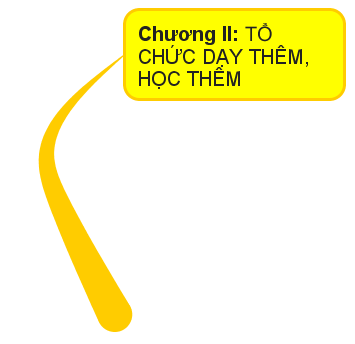 Chương II: TỔ
CHỨC DẠY THÊM,
HỌC THÊM